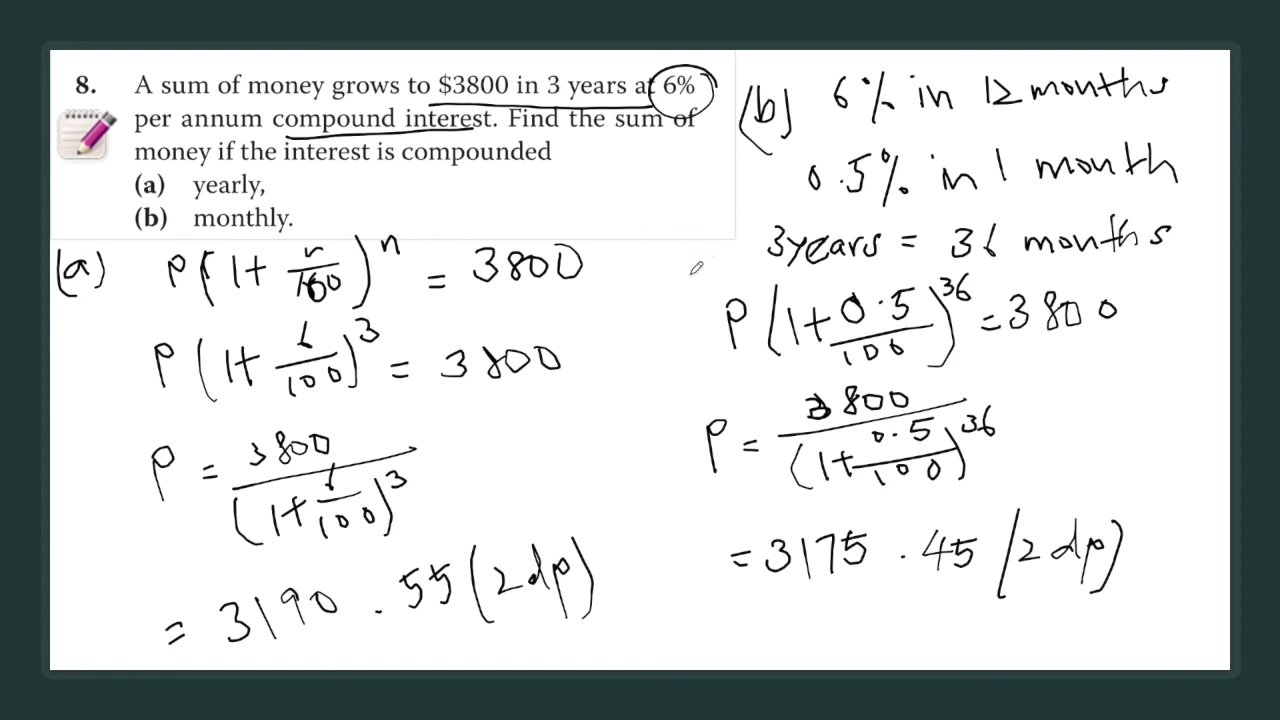 8. A sum of money grows to $3800 in 3 years at 6%
per annum compound interest. Find the sum of
money if the interest is compounded
(a) yearly,
(b) monthly.
(a) P(1+r/100)^n = 3800
P(1+6/100)^3 = 3800
P = 3800/(1+6/100)^3
= 3190.55 (2dp)
(b) 6% in 12 months
0.5% in 1 month
3years = 36 months
P(1+0.5/100)^36 = 3800
P = 3800/(1+0.5/100)^36
= 3175.45 (2dp)